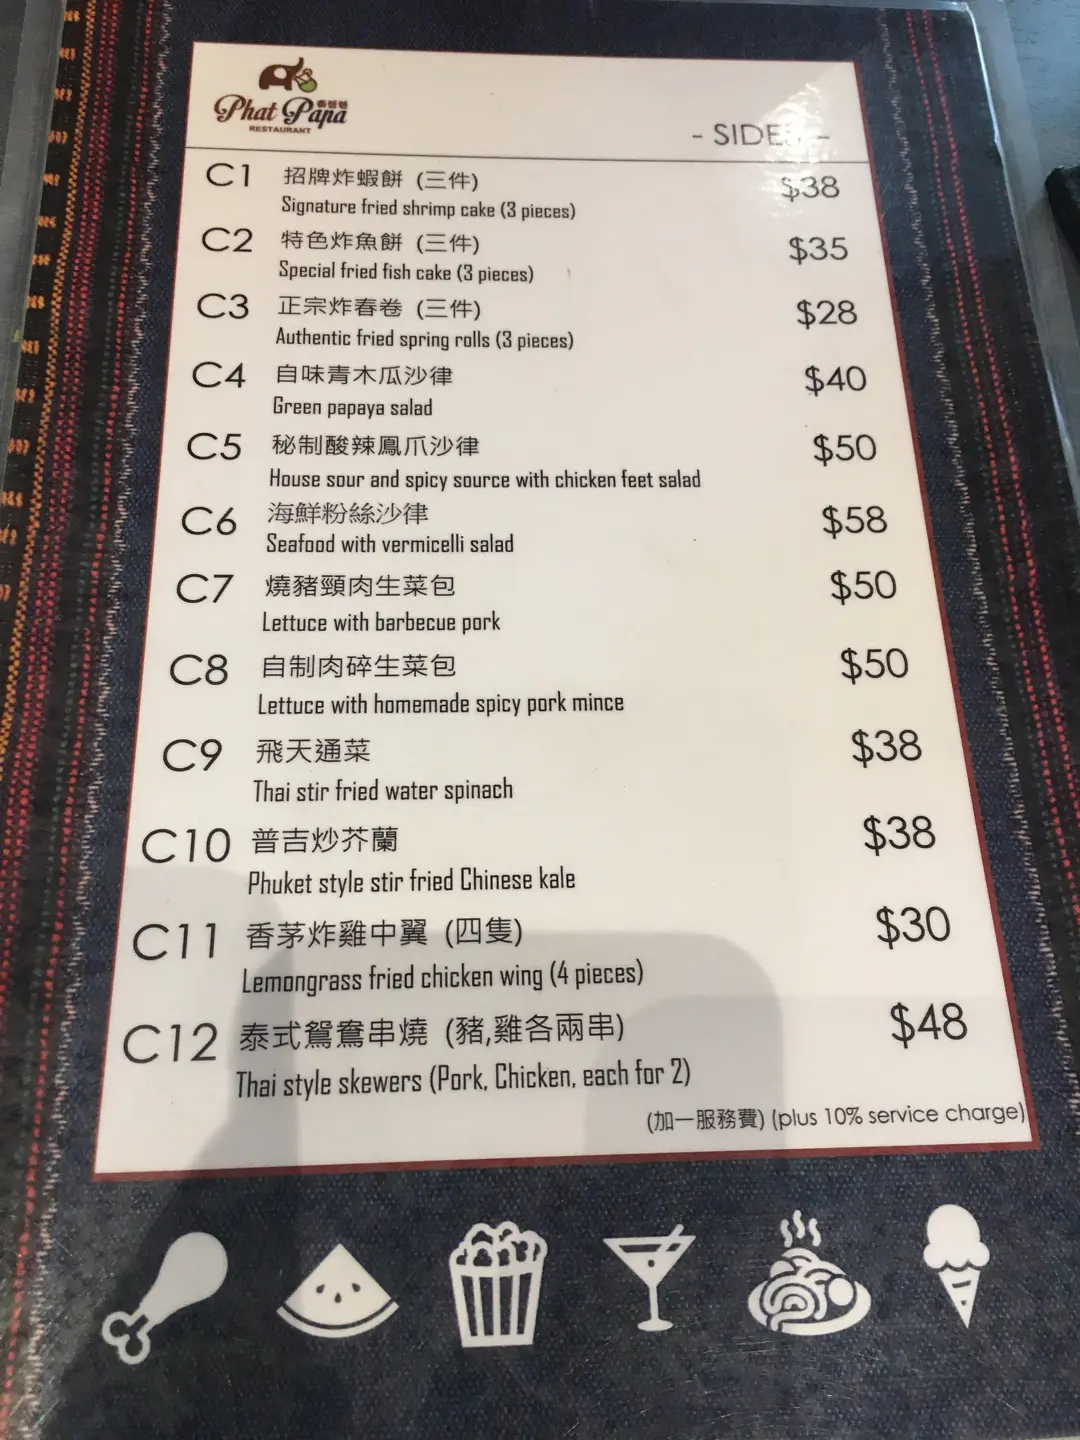 Phat Papa
RESTAURANT
- SIDES -
C1 招牌炸蝦餅 (三件) $38
Signature fried shrimp cake (3 pieces)
C2 特色炸魚餅 (三件) $35
Special fried fish cake (3 pieces)
C3 正宗炸春卷 (三件) $28
Authentic fried spring rolls (3 pieces)
C4 自味青木瓜沙律 $40
Green papaya salad
C5 秘制酸辣鳳爪沙律 $50
House sour and spicy source with chicken feet salad
C6 海鮮粉絲沙律 $58
Seafood with vermicelli salad
C7 燒豬頸肉生菜包 $50
Lettuce with barbecue pork
C8 自制肉碎生菜包 $50
Lettuce with homemade spicy pork mince
C9 飛天通菜 $38
Thai stir fried water spinach
C10 普吉炒芥蘭 $38
Phuket style stir fried Chinese kale
C11 香茅炸雞中翼 (四隻) $30
Lemongrass fried chicken wing (4 pieces)
C12 泰式鴛鴦串燒 (豬,雞各兩串) $48
Thai style skewers (Pork, Chicken, each for 2)
(加一服務費) (plus 10% service charge)